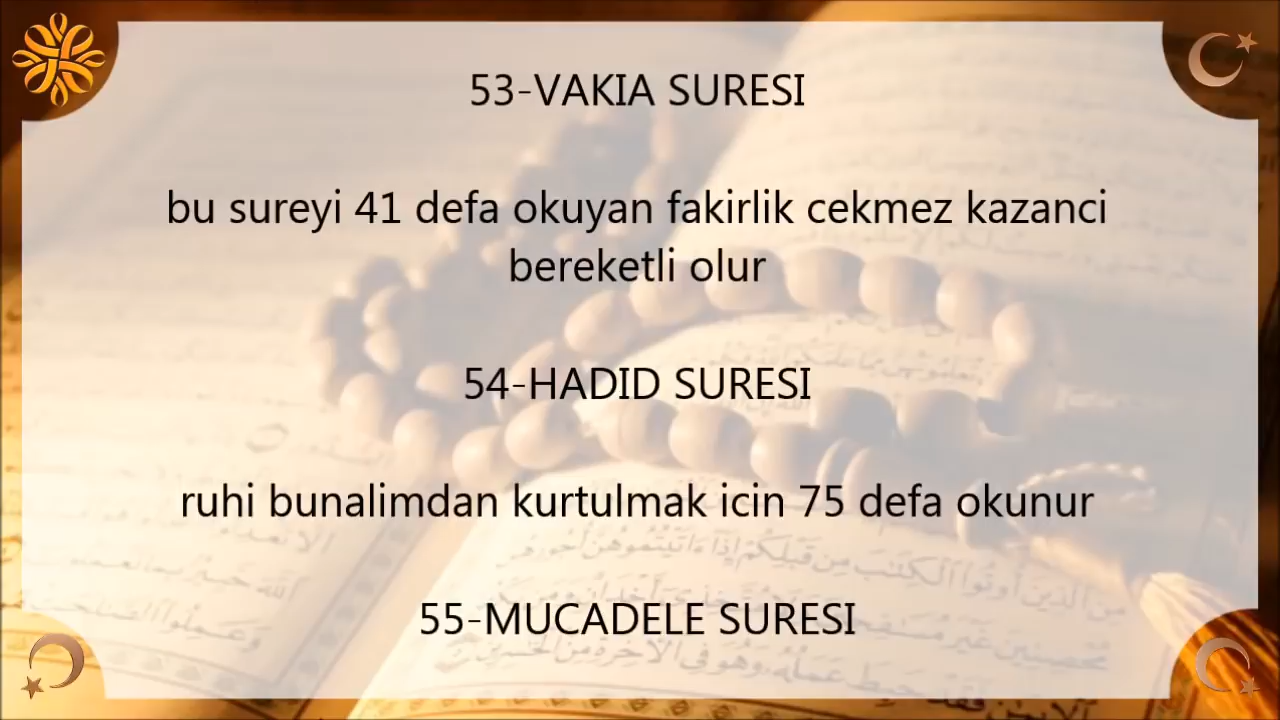 53-VAKIA SURESI
bu sureyi 41 defa okuyan fakirlik cekmez kazanci
bereketli olur
54-HADID SURESI
ruhi bunalimdan kurtulmak icin 75 defa okunur
55-MUCADELE SURESI